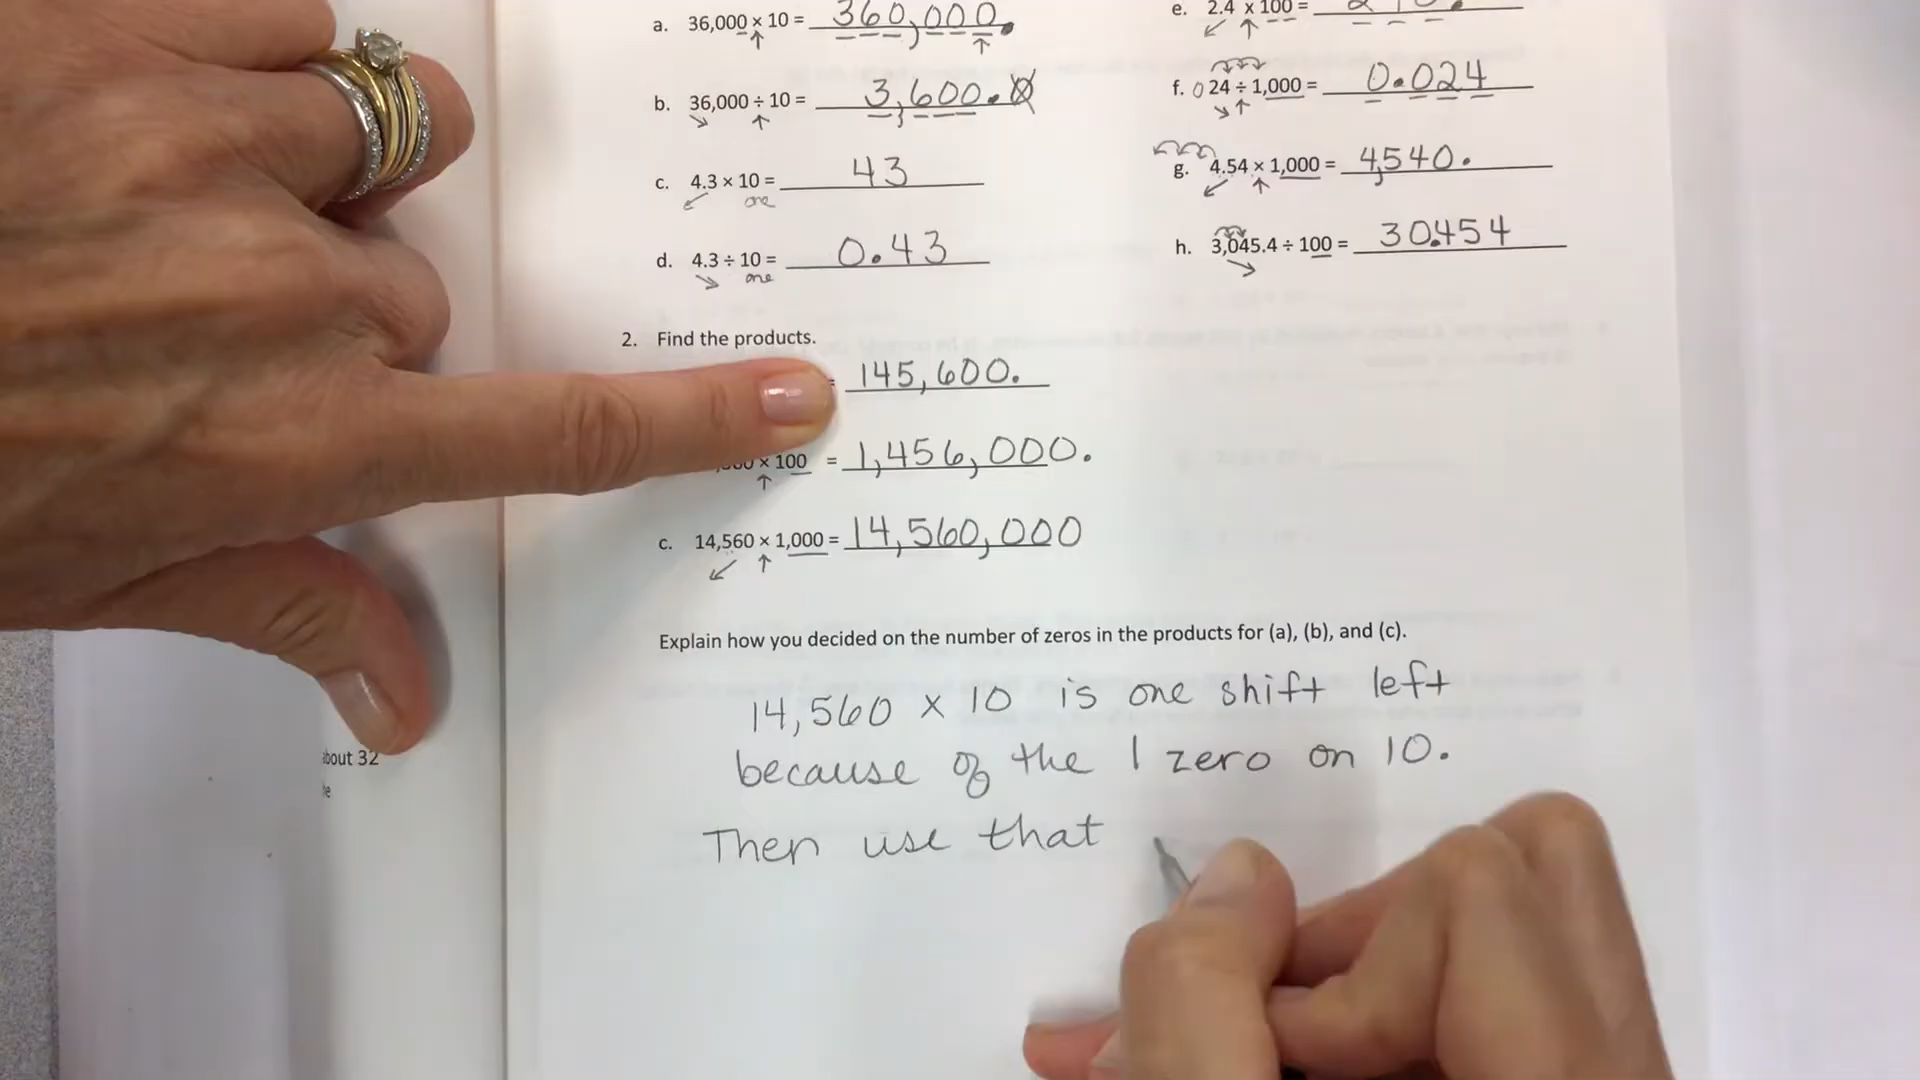 a. 36,000 × 10 = 360,000.
b. 36,000 ÷ 10 = 3,600.0
c. 4.3 × 10 = 43
one
d. 4.3 ÷ 10 = 0.43
one
e. 2.4 x 100 =
f. 0 24 ÷ 1,000 = 0.024
g. 4.54 × 1,000 = 4,540.
h. 3,045.4 ÷ 100 = 30.454
2. Find the products.
= 145,600.
× 100 = 1,456,000.
c. 14,560 × 1,000 = 14,560,000
Explain how you decided on the number of zeros in the products for (a), (b), and (c).
14,560 x 10 is one shift left
because of the 1 zero on 10.
Then use that
about 32